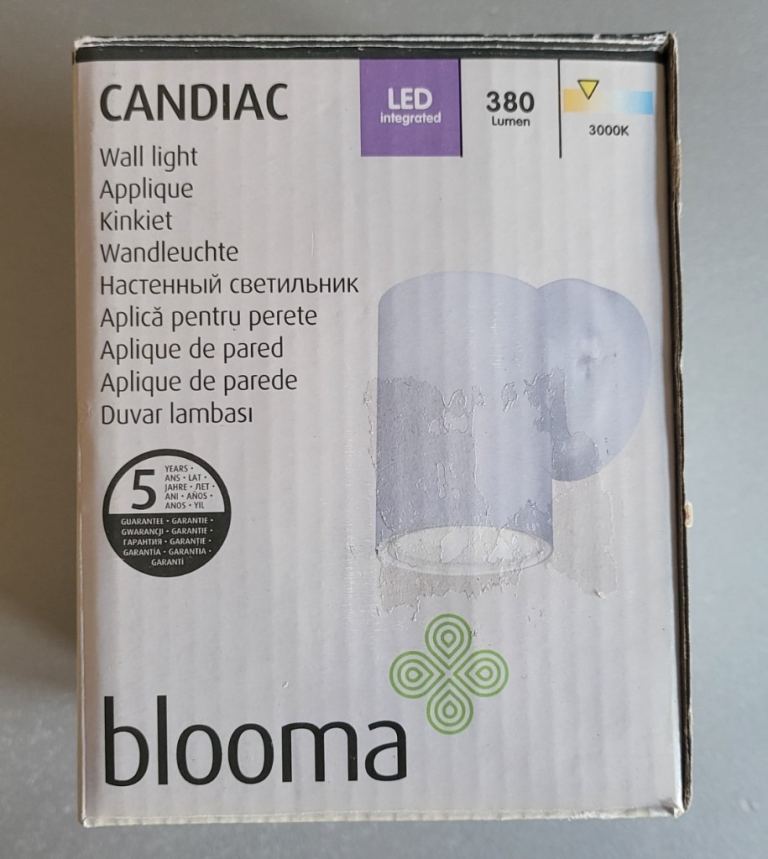 CANDIAC
LED
integrated
380
Lumen
3000K
Wall light
Applique
Kinkiet
Wandleuchte
Настенный светильник
Aplică pentru perete
Aplique de pared
Aplique de parede
Duvar lambası
5
YEARS •
ANS • LAT •
JAHRE • ЛЕТ •
ANI • AÑOS •
ANOS • YIL
GUARANTEE • GARANTIE •
GWARANCJI • GARANTIE •
ГАРАНТИЯ • GARANȚIE •
GARANTÍA • GARANTIA •
GARANTI
blooma